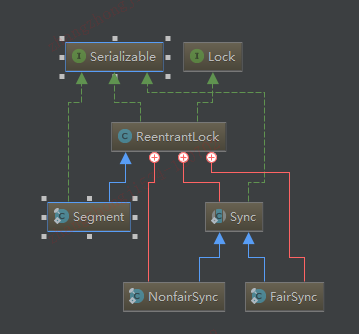 I Serializable
I Lock
C ReentrantLock
C Segment
C Sync
C NonfairSync
C FairSync